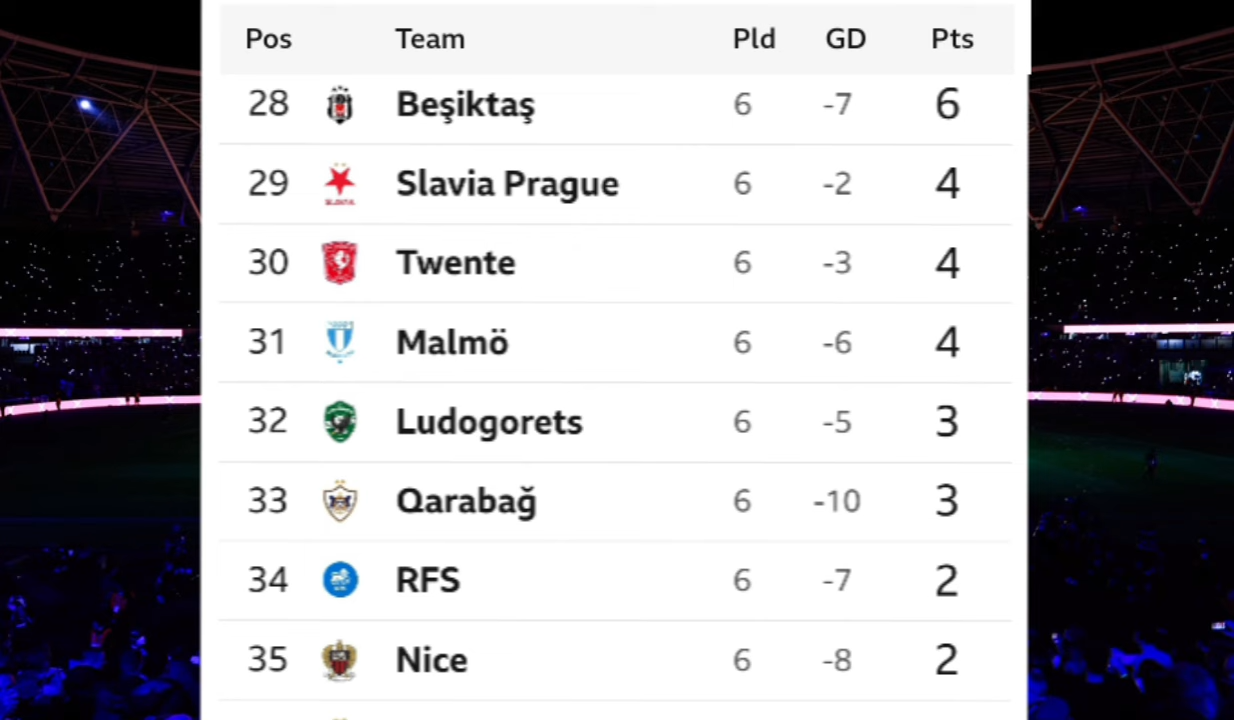 Pos Team Pld GD Pts
28 Beşiktaş 6 -7 6
29 Slavia Prague 6 -2 4
30 Twente 6 -3 4
31 Malmö 6 -6 4
32 Ludogorets 6 -5 3
33 Qarabağ 6 -10 3
34 RFS 6 -7 2
35 Nice 6 -8 2